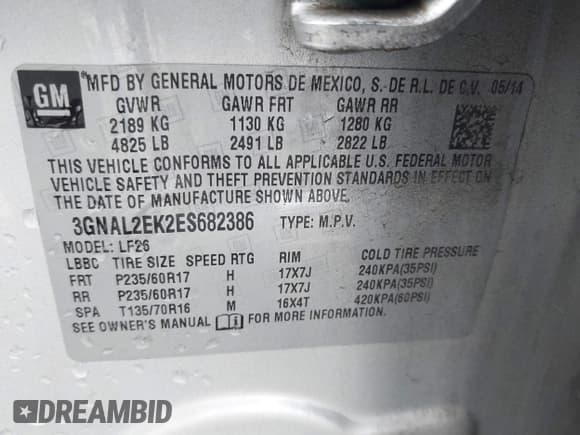 GM
*MFD BY GENERAL MOTORS DE MEXICO, S. DE R.L. DE C.V. 05/14
GVWR GAWR FRT GAWR RR
2189 KG 1130 KG 1280 KG
4825 LB 2491 LB 2822 LB
THIS VEHICLE CONFORMS TO ALL APPLICABLE U.S. FEDERAL MOTOR
VEHICLE SAFETY AND THEFT PREVENTION STANDARDS IN EFFECT ON
THE DATE OF MANUFACTURE SHOWN ABOVE.
3GNAL2EK2ES682386 TYPE: M.P.V.
MODEL: LF26
LBBC TIRE SIZE SPEED RTG RIM COLD TIRE PRESSURE
FRT P235/60R17 H 17X7J 240KPA(35PSI)
RR P235/60R17 H 17X7J 240KPA(35PSI)
SPA T135/70R16 M 16X4T 420KPA(60PSI)
SEE OWNER'S MANUAL FOR MORE INFORMATION.
DREAMBID